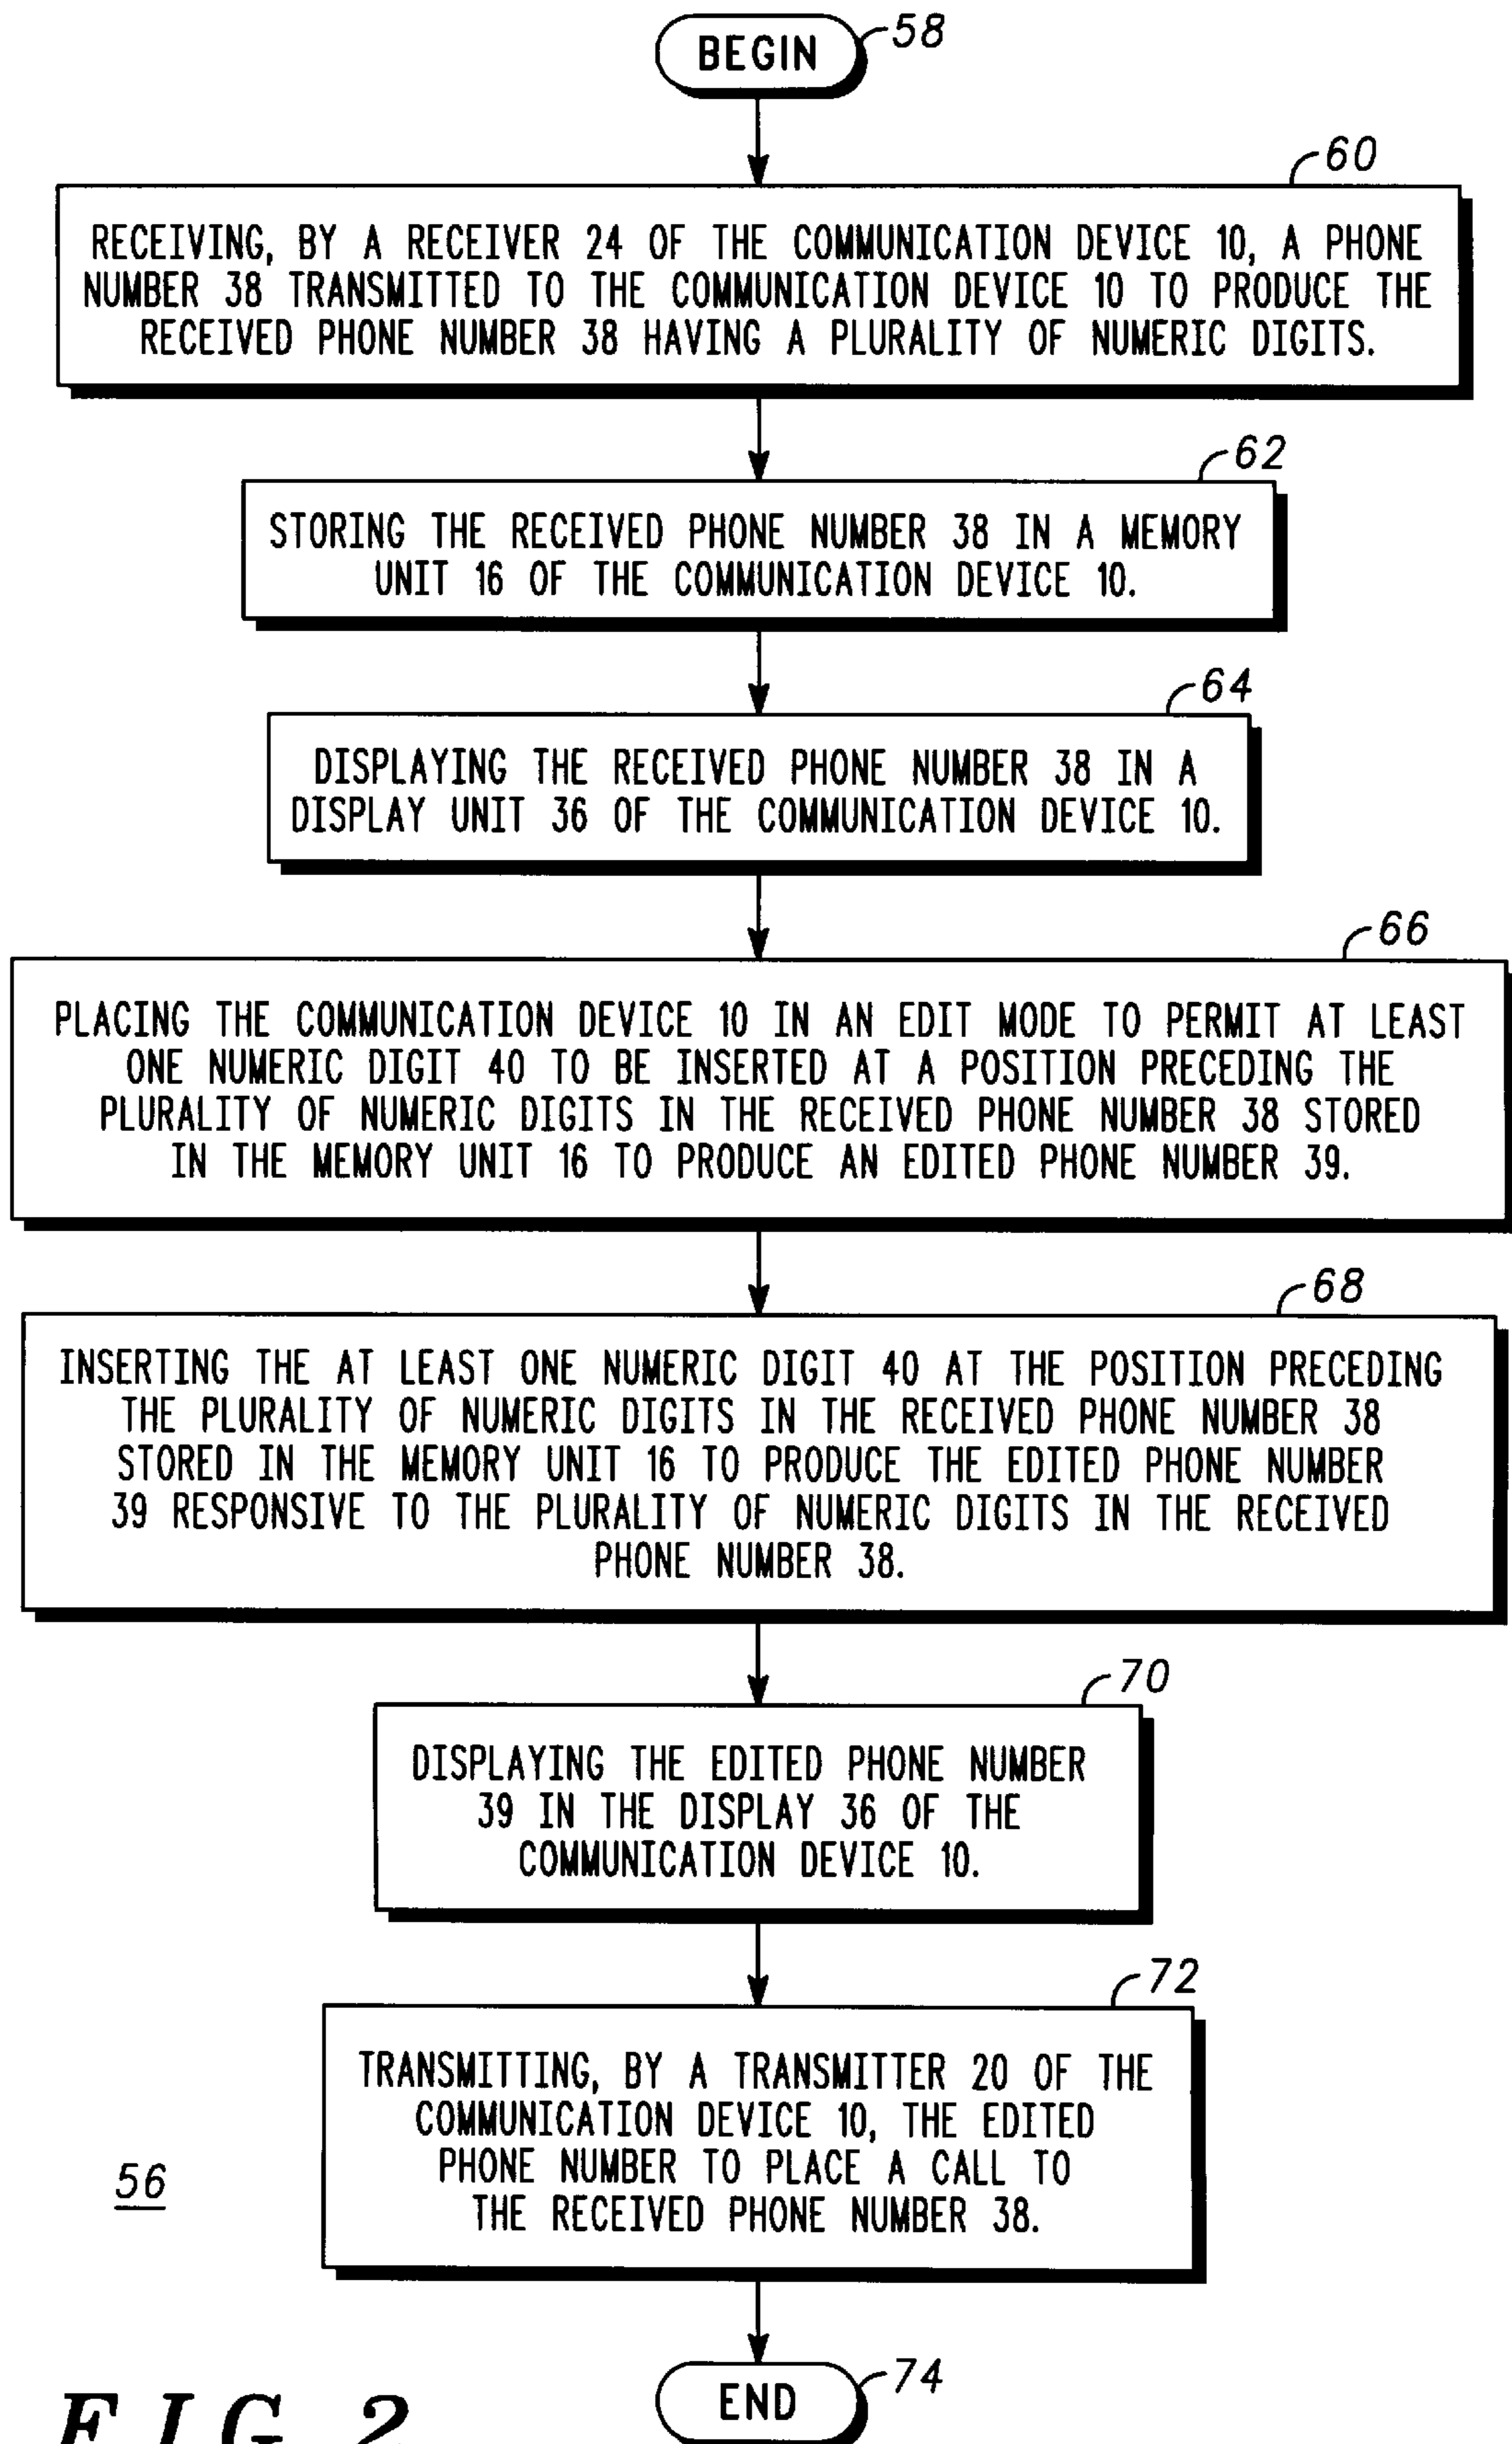 BEGIN
58
60
RECEIVING, BY A RECEIVER 24 OF THE COMMUNICATION DEVICE 10, A PHONE
NUMBER 38 TRANSMITTED TO THE COMMUNICATION DEVICE 10 TO PRODUCE THE
RECEIVED PHONE NUMBER 38 HAVING A PLURALITY OF NUMERIC DIGITS.
62
STORING THE RECEIVED PHONE NUMBER 38 IN A MEMORY
UNIT 16 OF THE COMMUNICATION DEVICE 10.
64
DISPLAYING THE RECEIVED PHONE NUMBER 38 IN A
DISPLAY UNIT 36 OF THE COMMUNICATION DEVICE 10.
66
PLACING THE COMMUNICATION DEVICE 10 IN AN EDIT MODE TO PERMIT AT LEAST
ONE NUMERIC DIGIT 40 TO BE INSERTED AT A POSITION PRECEDING THE
PLURALITY OF NUMERIC DIGITS IN THE RECEIVED PHONE NUMBER 38 STORED
IN THE MEMORY UNIT 16 TO PRODUCE AN EDITED PHONE NUMBER 39.
68
INSERTING THE AT LEAST ONE NUMERIC DIGIT 40 AT THE POSITION PRECEDING
THE PLURALITY OF NUMERIC DIGITS IN THE RECEIVED PHONE NUMBER 38
STORED IN THE MEMORY UNIT 16 TO PRODUCE THE EDITED PHONE NUMBER
39 RESPONSIVE TO THE PLURALITY OF NUMERIC DIGITS IN THE RECEIVED
PHONE NUMBER 38.
70
DISPLAYING THE EDITED PHONE NUMBER
39 IN THE DISPLAY 36 OF THE
COMMUNICATION DEVICE 10.
72
TRANSMITTING, BY A TRANSMITTER 20 OF THE
COMMUNICATION DEVICE 10, THE EDITED
PHONE NUMBER TO PLACE A CALL TO
THE RECEIVED PHONE NUMBER 38.
56
END
74
FIG 2